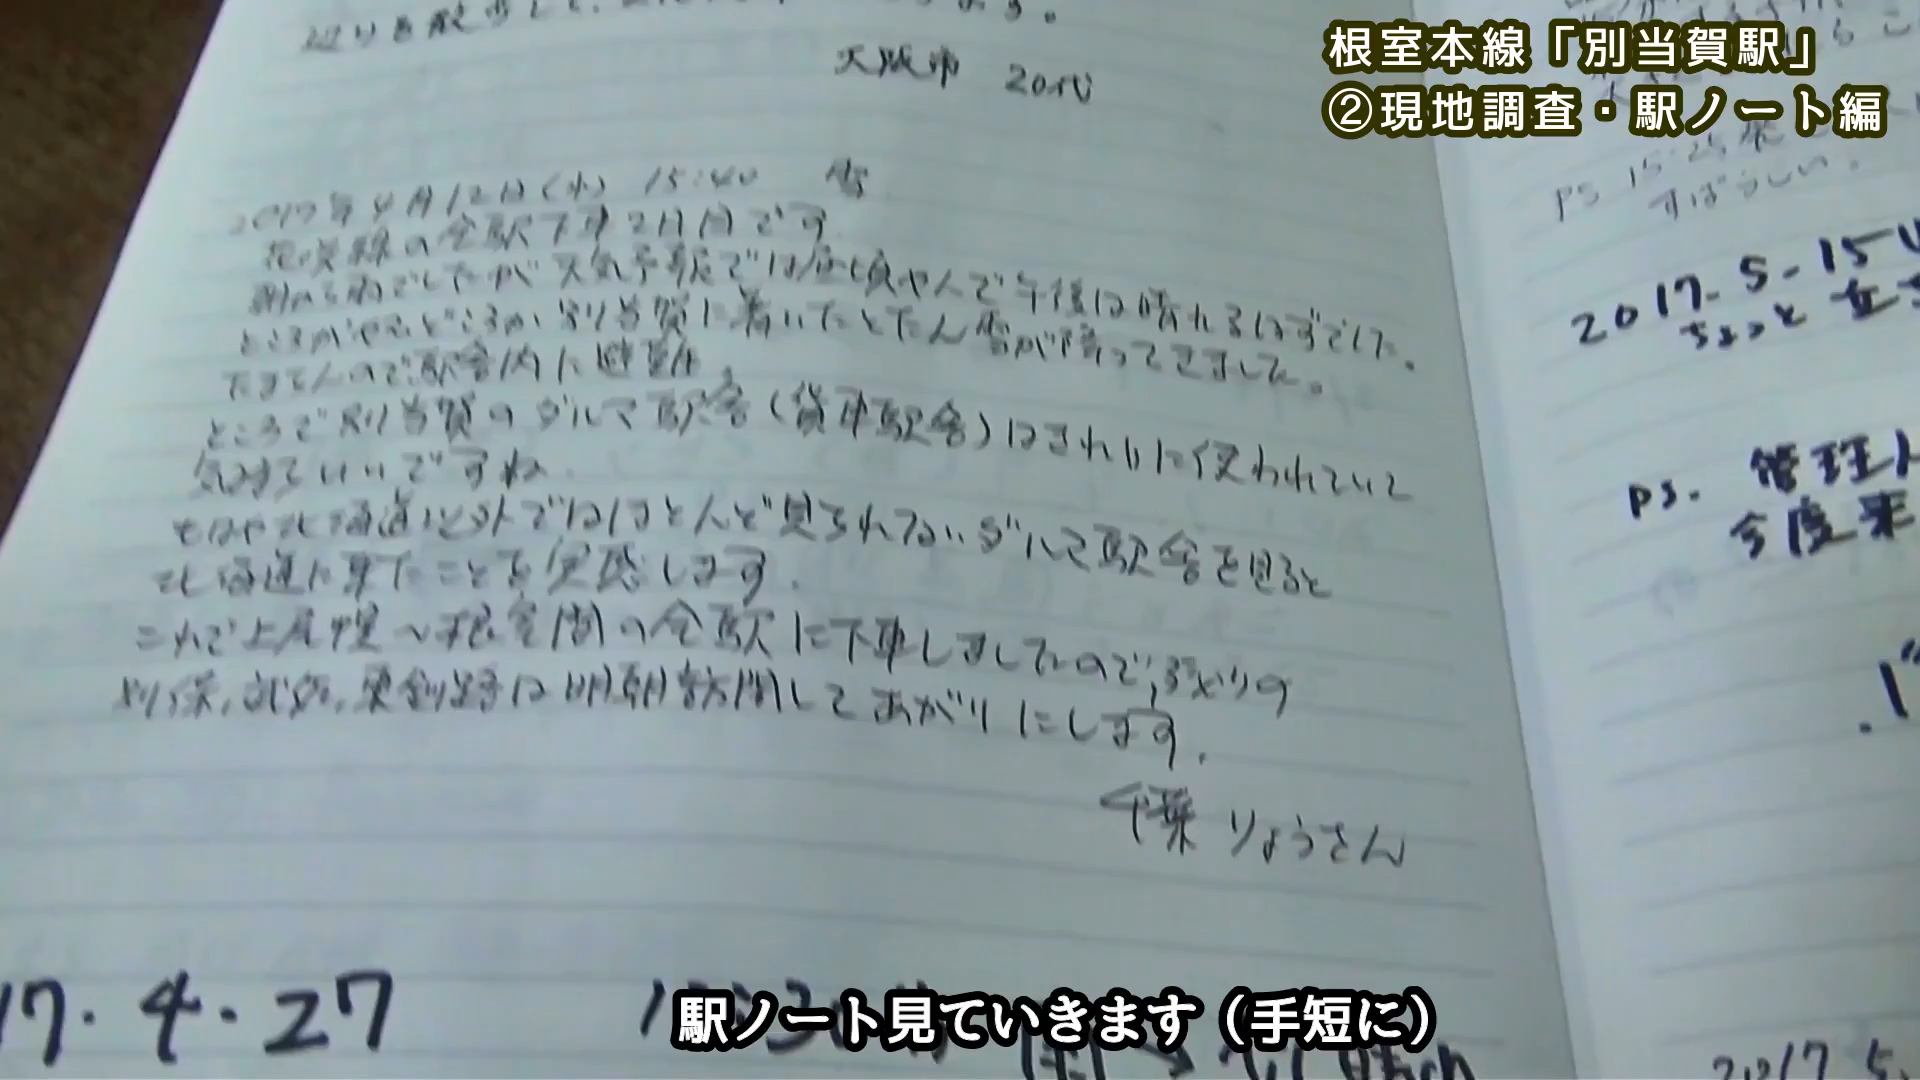 根室本線「別当賀駅」
②現地調査・駅ノート編
大阪市 20代
2017年4月12日(水) 15:40 雪
花咲線の全駅下車2日目です
朝から雨でしたが天気予報では昼頃やんで午後は晴れるはずでした。
ところがやむどころか、別当賀に着いたとたん雪が降ってきました。
たまらんので駅舎内に避難。
ところで別当賀のダルマ駅舎(貨車駅舎)はきれいに使われていて
気持ちいいですね
もはや北海道以外でほとんど見られないダルマ駅舎を見ると
北海道に来たことを実感します.
これで上尾幌〜根室間の全駅に下車しましたので、残りの
別保、武佐、東釧路は明朝訪問してあがりにします.
千葉 りょうさん
17.4.27
PS 15:25
すばらしい。
2017.5-15
ちょっと
PS. 管理人
今度来
2017 5.
駅ノート見ていきます（手短に）